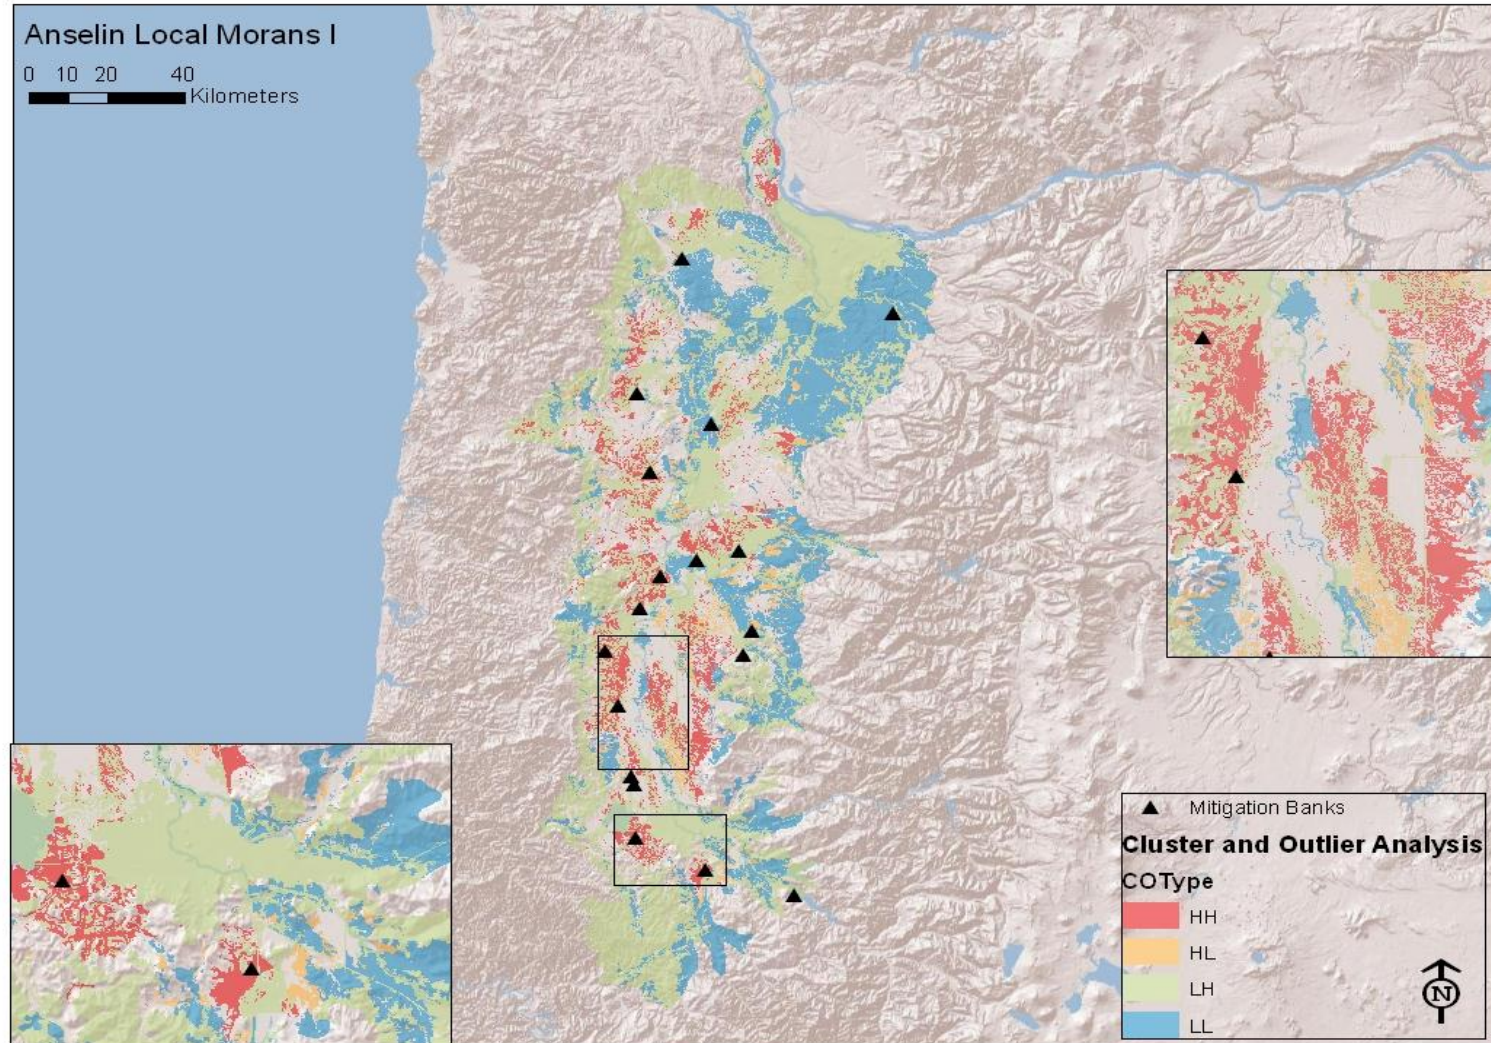 Anselin Local Morans I
0 10 20 40
Kilometers
Mitigation Banks
Cluster and Outlier Analysis
COType
HH
HL
LH
LL
N